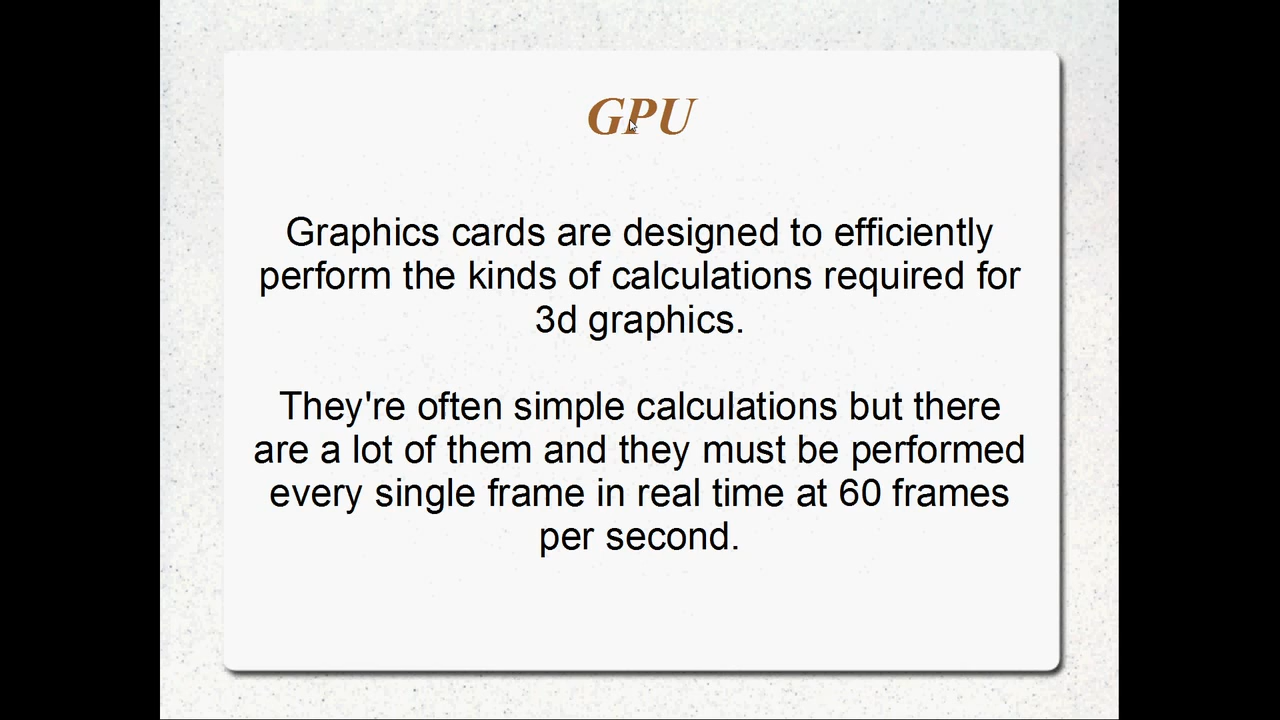 GPU
Graphics cards are designed to efficiently
perform the kinds of calculations required for
3d graphics.
They're often simple calculations but there
are a lot of them and they must be performed
every single frame in real time at 60 frames
per second.